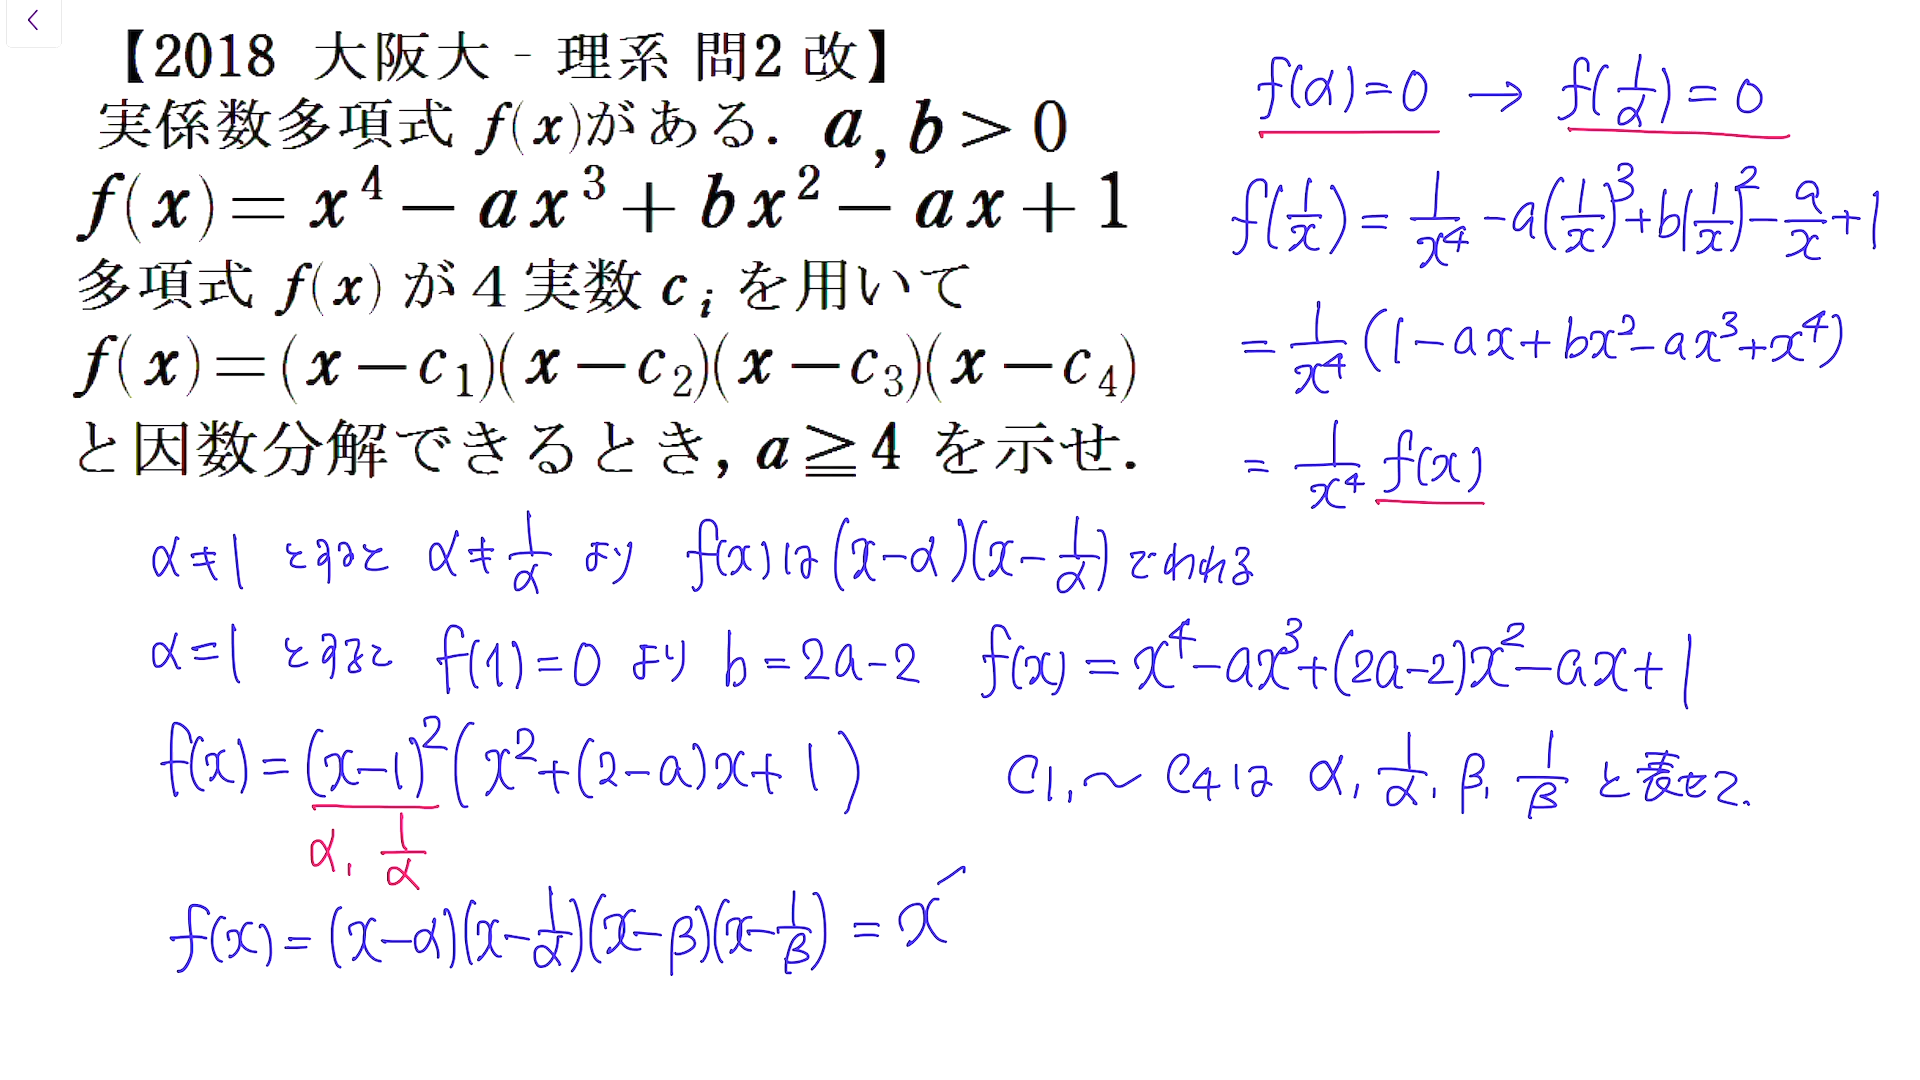 【2018 大阪大 - 理系 問2 改】
実係数多項式 f(x)がある. a, b > 0
f(x) = x⁴ − ax³ + bx² − ax + 1
多項式 f(x) が 4 実数 cᵢ を用いて
f(x) = (x − c₁)(x − c₂)(x − c₃)(x − c₄)
と因数分解できるとき, a ≧ 4 を示せ.
f(α) = 0 → f(1/α) = 0
f(1/x) = 1/x⁴ − a(1/x)³ + b(1/x)² − a/x + 1
= 1/x⁴ (1 − ax + bx² − ax³ + x⁴)
= 1/x⁴ f(x)
α ≠ 1 とすると α ≠ 1/α より f(x) は (x − α)(x − 1/α) でわれる
α = 1 とすると f(1) = 0 より b = 2a − 2 f(x) = x⁴ − ax³ + (2a − 2)x² − ax + 1
f(x) = (x − 1)² (x² + (2 − a)x + 1) C1, 〜 C4 は α, 1/α, β, 1/β と表せて.
α, 1/α
f(x) = (x − α)(x − 1/α)(x − β)(x − 1/β) = x